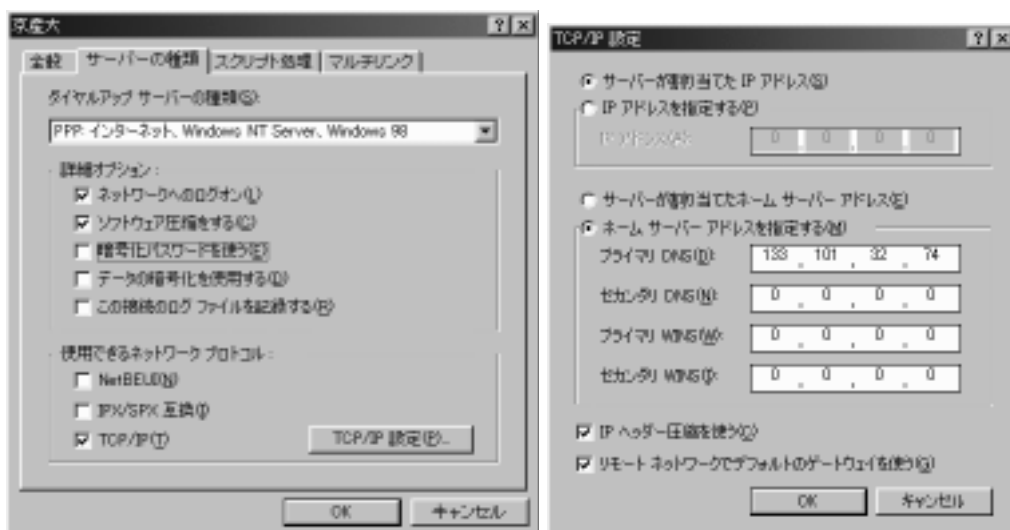 京産大
全般 サーバーの種類 スクリプト処理 マルチリンク
ダイヤルアップ サーバーの種類(S):
PPP: インターネット、Windows NT Server、Windows 98
詳細オプション:
ネットワークへのログオン(L)
ソフトウェア圧縮をする(C)
暗号化パスワードを使う(E)
データの暗号化を使用する(D)
この接続のログ ファイルを記録する(R)
使用できるネットワーク プロトコル:
NetBEUI(N)
IPX/SPX 互換(I)
TCP/IP(T)
TCP/IP 設定(P)...
OK キャンセル
TCP/IP 設定
サーバーが割り当てた IP アドレス(S)
IP アドレスを指定する(P)
IP アドレス(A): 0 . 0 . 0 . 0
サーバーが割り当てたネーム サーバー アドレス(E)
ネーム サーバー アドレスを指定する(M)
プライマリ DNS(D): 133 . 101 . 32 . 74
セカンダリ DNS(N): 0 . 0 . 0 . 0
プライマリ WINS(W): 0 . 0 . 0 . 0
セカンダリ WINS(I): 0 . 0 . 0 . 0
IP ヘッダー圧縮を使う(C)
リモート ネットワークでデフォルトのゲートウェイを使う(G)
OK キャンセル